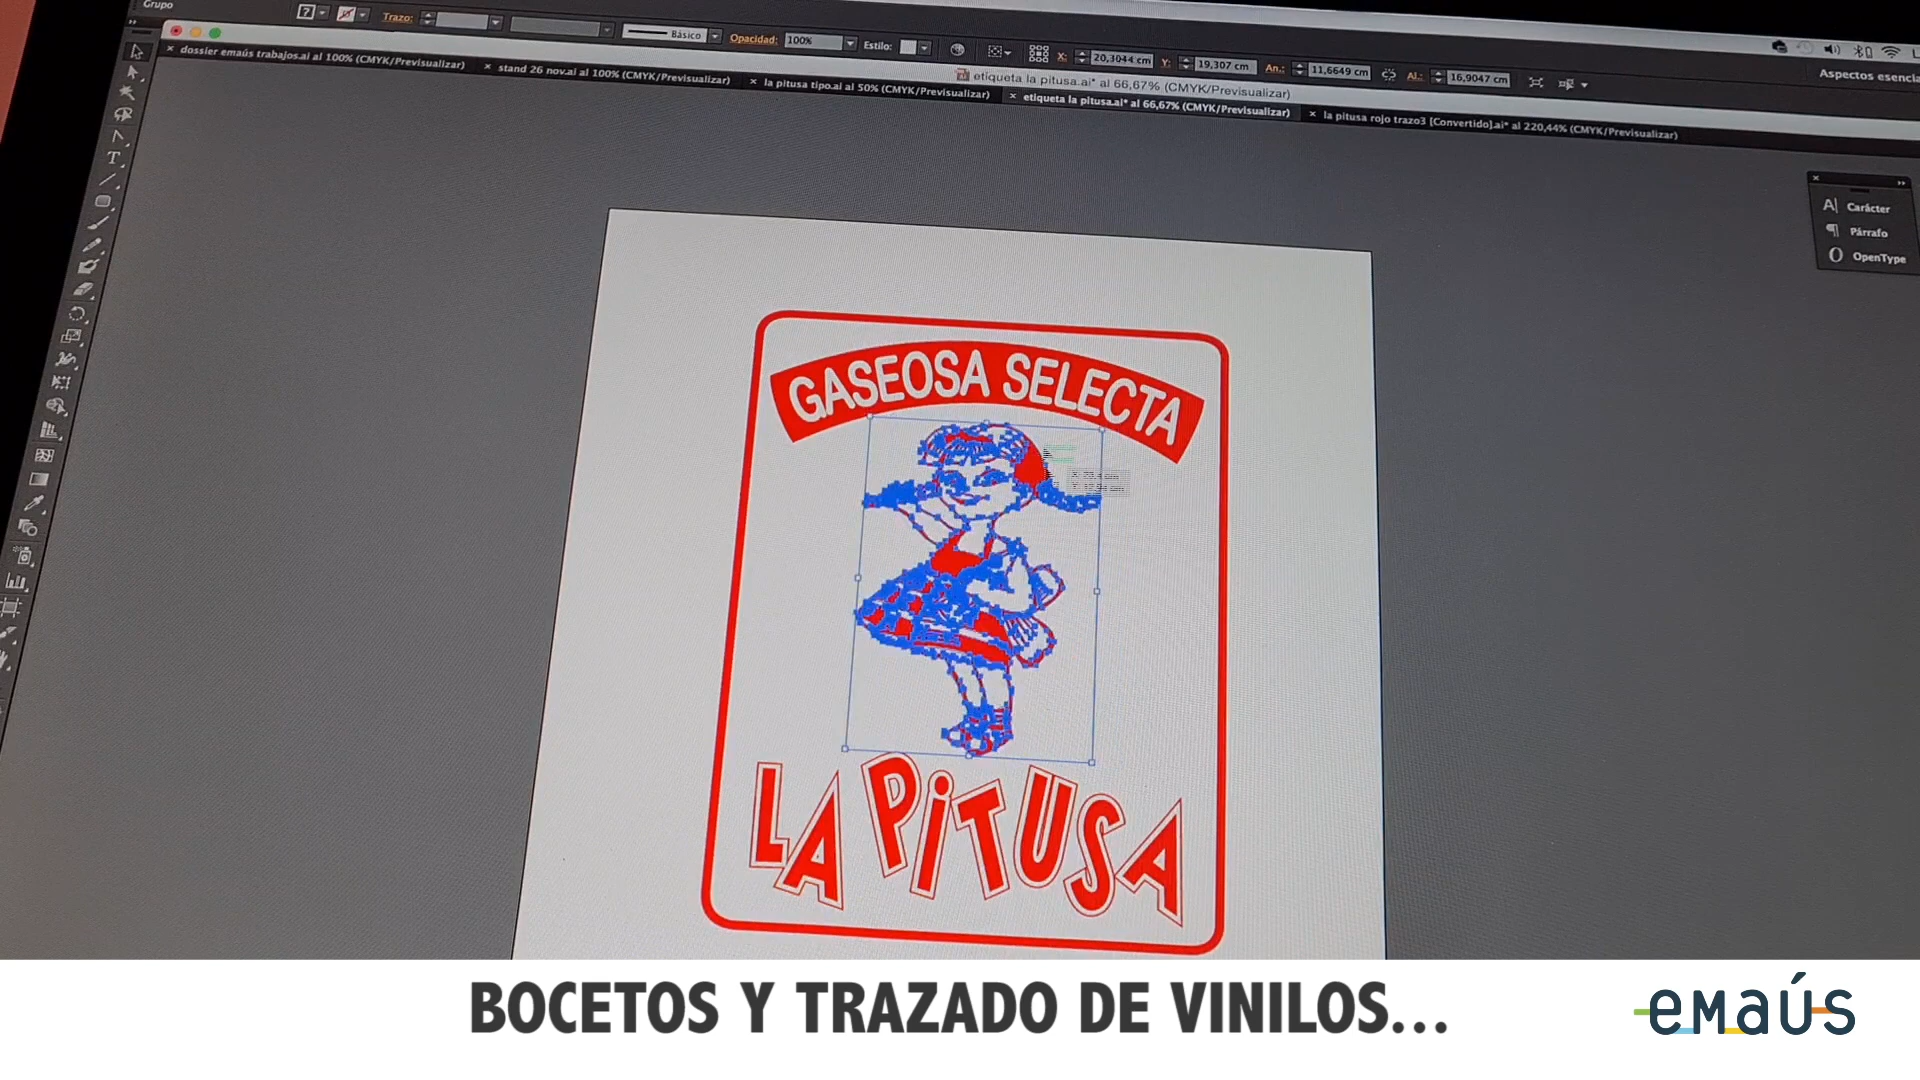 Grupo
Trazo:
Básico
Opacidad: 100%
Estilo:
X: 20,3044 cm
Y: 19,307 cm
An.: 11,6649 cm
Al.: 16,9047 cm
Aspectos esencia
etiqueta la pitusa.ai* al 66,67% (CMYK/Previsualizar)
× dossier emaús trabajos.ai al 100% (CMYK/Previsualizar)
× stand 26 nov.ai al 100% (CMYK/Previsualizar)
× la pitusa tipo.ai al 50% (CMYK/Previsualizar)
× etiqueta la pitusa.ai* al 66,67% (CMYK/Previsualizar)
× la pitusa rojo trazo3 [Convertido].ai* al 220,44% (CMYK/Previsualizar)
Carácter
Párrafo
OpenType
GASEOSA SELECTA
LA PiTUSA
BOCETOS Y TRAZADO DE VINILOS...
emaús